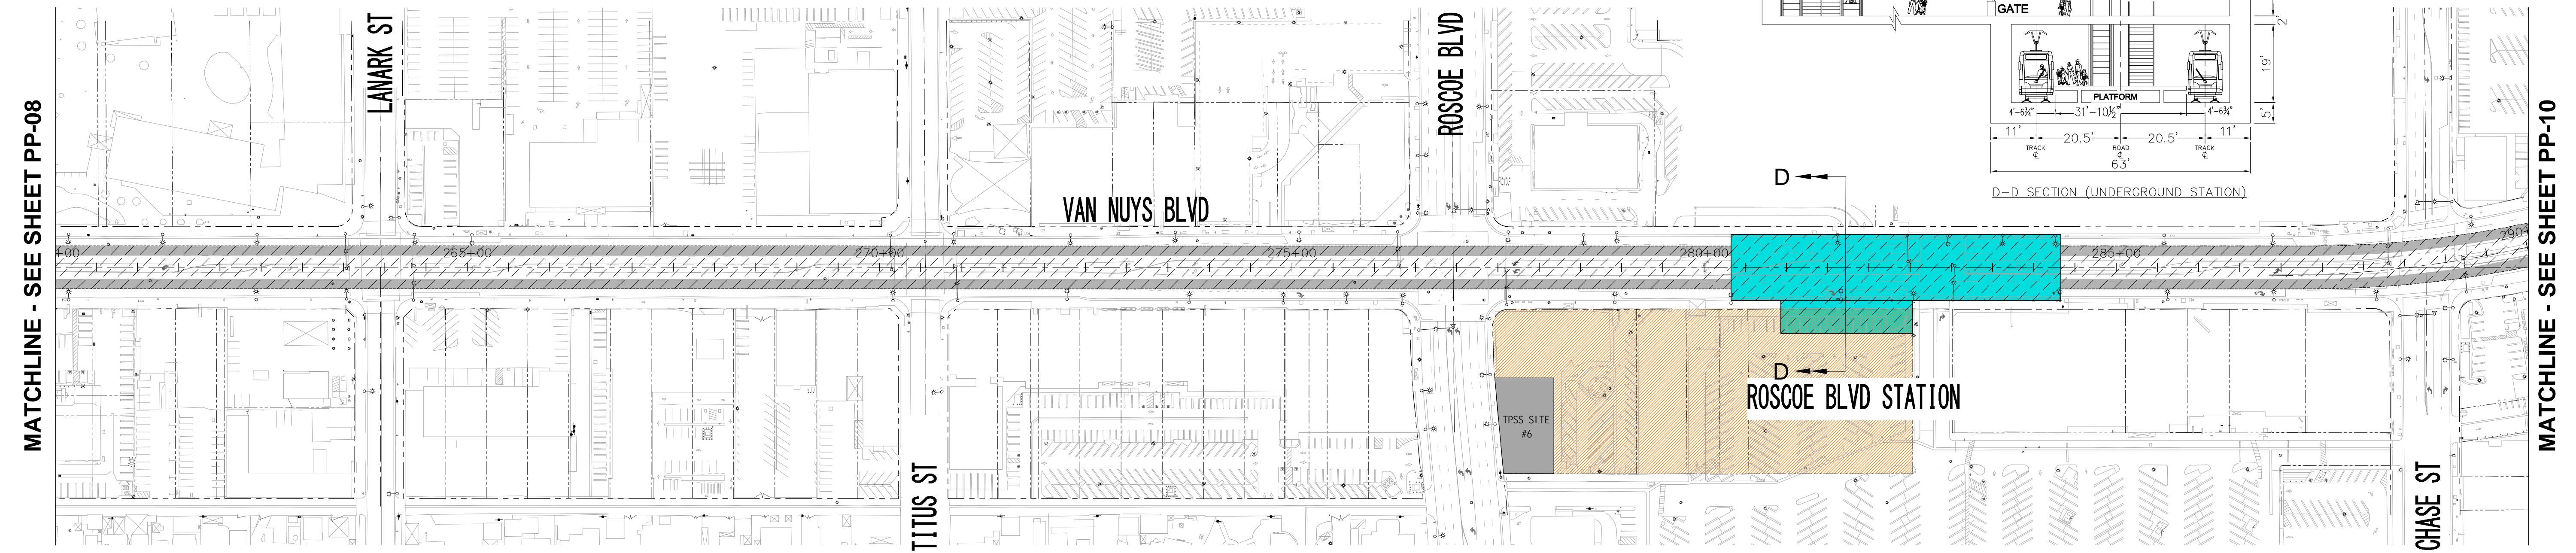 MATCHLINE - SEE SHEET PP-08
LANARK ST
TITUS ST
VAN NUYS BLVD
ROSCOE BLVD
GATE
2'
19'
5'
PLATFORM
4'-6¾"
31'-10½"
4'-6¾"
11'
20.5'
20.5'
11'
TRACK
℄
ROAD
℄
TRACK
℄
63'
D-D SECTION (UNDERGROUND STATION)
D
D
+00
265+00
270+00
275+00
280+00
285+00
290+
ROSCOE BLVD STATION
TPSS SITE
#6
CHASE ST
MATCHLINE - SEE SHEET PP-10